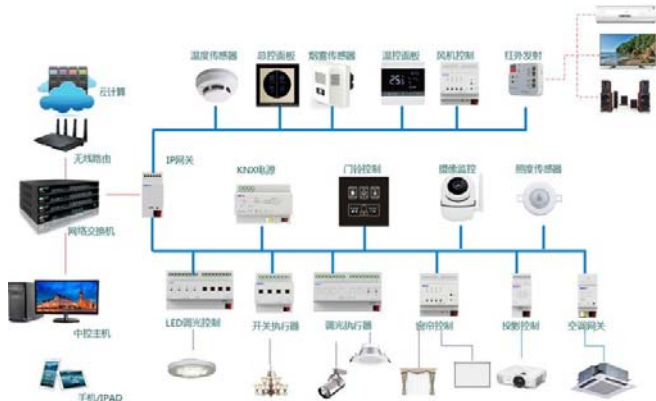 温度传感器
总控面板
烟雾传感器
温控面板
风机控制
红外发射
云计算
无线路由
IP网关
KNX电源
门铃控制
摄像监控
照度传感器
网络交换机
中控主机
LED调光控制
开关执行器
调光执行器
窗帘控制
投影控制
空调网关
手机/IPAD